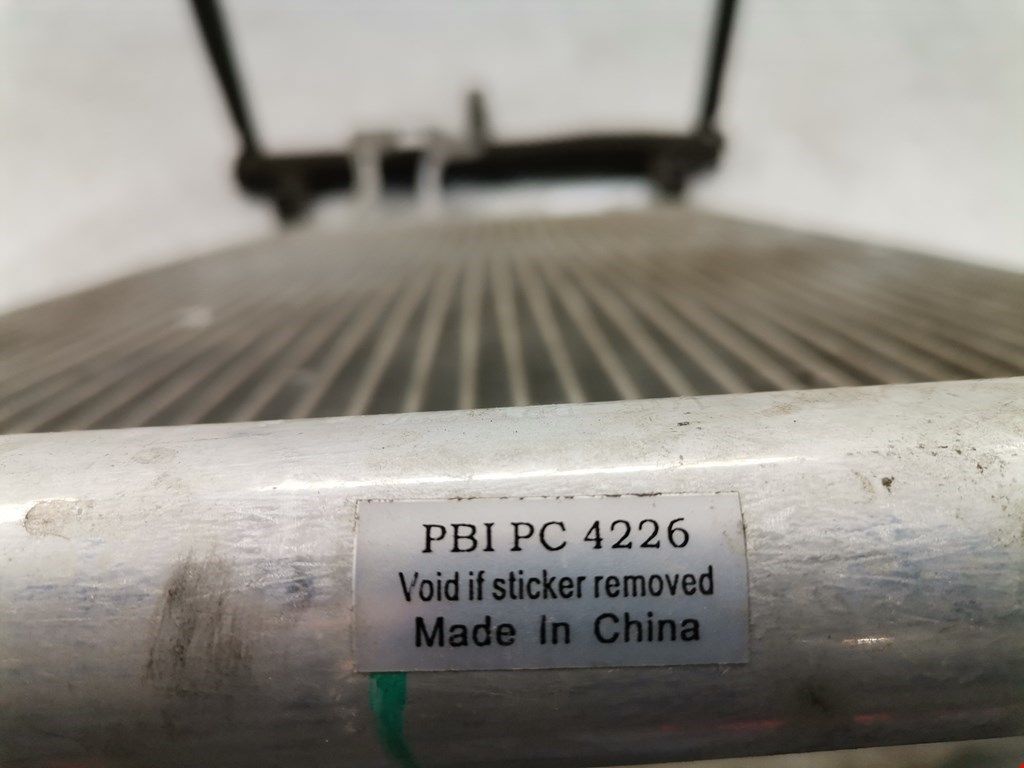 PBI PC 4226
Void if sticker removed
Made In China